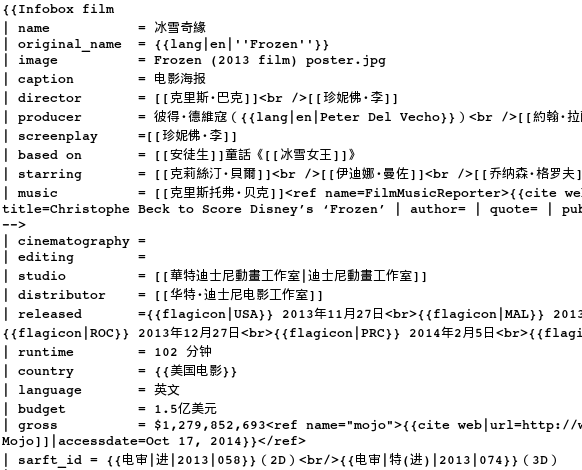 {{Infobox film
| name = 冰雪奇緣
| original_name = {{lang|en|''Frozen''}}
| image = Frozen (2013 film) poster.jpg
| caption = 电影海报
| director = [[克里斯·巴克]]<br />[[珍妮佛·李]]
| producer = 彼得·德維寇（{{lang|en|Peter Del Vecho}}）<br />[[約翰·拉
| screenplay =[[珍妮佛·李]]
| based on = [[安徒生]]童話《[[冰雪女王]]》
| starring = [[克莉絲汀·貝爾]]<br />[[伊迪娜·曼佐]]<br />[[乔纳森·格罗夫]
| music = [[克里斯托弗·贝克]]<ref name=FilmMusicReporter>{{cite we
title=Christophe Beck to Score Disney’s ‘Frozen’ | author= | quote= | pub
-->
| cinematography =
| editing =
| studio = [[華特迪士尼動畫工作室|迪士尼動畫工作室]]
| distributor = [[华特·迪士尼电影工作室]]
| released ={{flagicon|USA}} 2013年11月27日<br>{{flagicon|MAL}} 2013
{{flagicon|ROC}} 2013年12月27日<br>{{flagicon|PRC}} 2014年2月5日<br>{{flagi
| runtime = 102 分钟
| country = {{美国电影}}
| language = 英文
| budget = 1.5亿美元
| gross = $1,279,852,693<ref name="mojo">{{cite web|url=http://w
Mojo]]|accessdate=Oct 17, 2014}}</ref>
| sarft_id = {{电审|进|2013|058}}（2D）<br/>{{电审|特(进)|2013|074}}（3D）